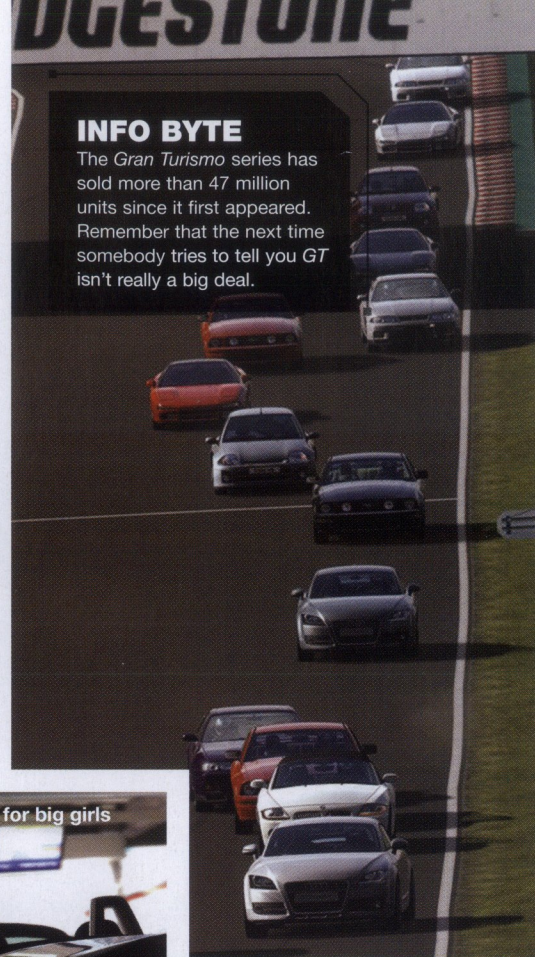 DGESTONE
INFO BYTE
The Gran Turismo series has
sold more than 47 million
units since it first appeared.
Remember that the next time
somebody tries to tell you GT
isn't really a big deal.
for big girls